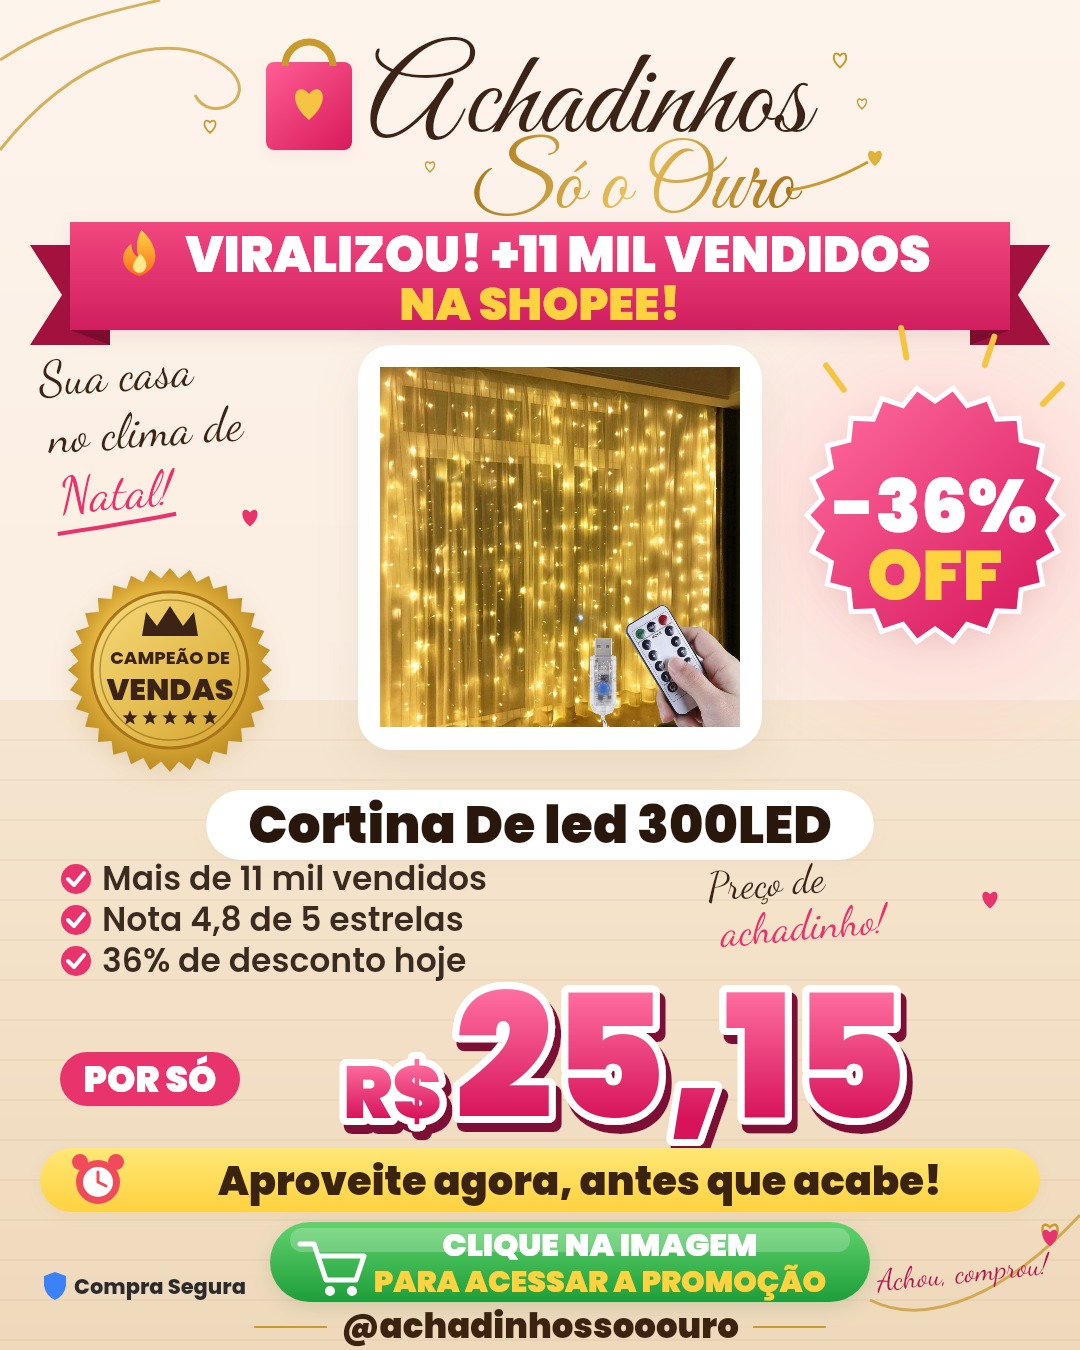 Achadinhos
Só o Ouro
VIRALIZOU! +11 MIL VENDIDOS
NA SHOPEE!
Sua casa
no clima de
Natal!
-36%
OFF
CAMPEÃO DE
VENDAS
Cortina De led 300LED
Mais de 11 mil vendidos
Nota 4,8 de 5 estrelas
36% de desconto hoje
Preço de
achadinho!
POR SÓ
R$25,15
Aproveite agora, antes que acabe!
CLIQUE NA IMAGEM
PARA ACESSAR A PROMOÇÃO
Compra Segura
Achou, comprou!
@achadinhossooouro